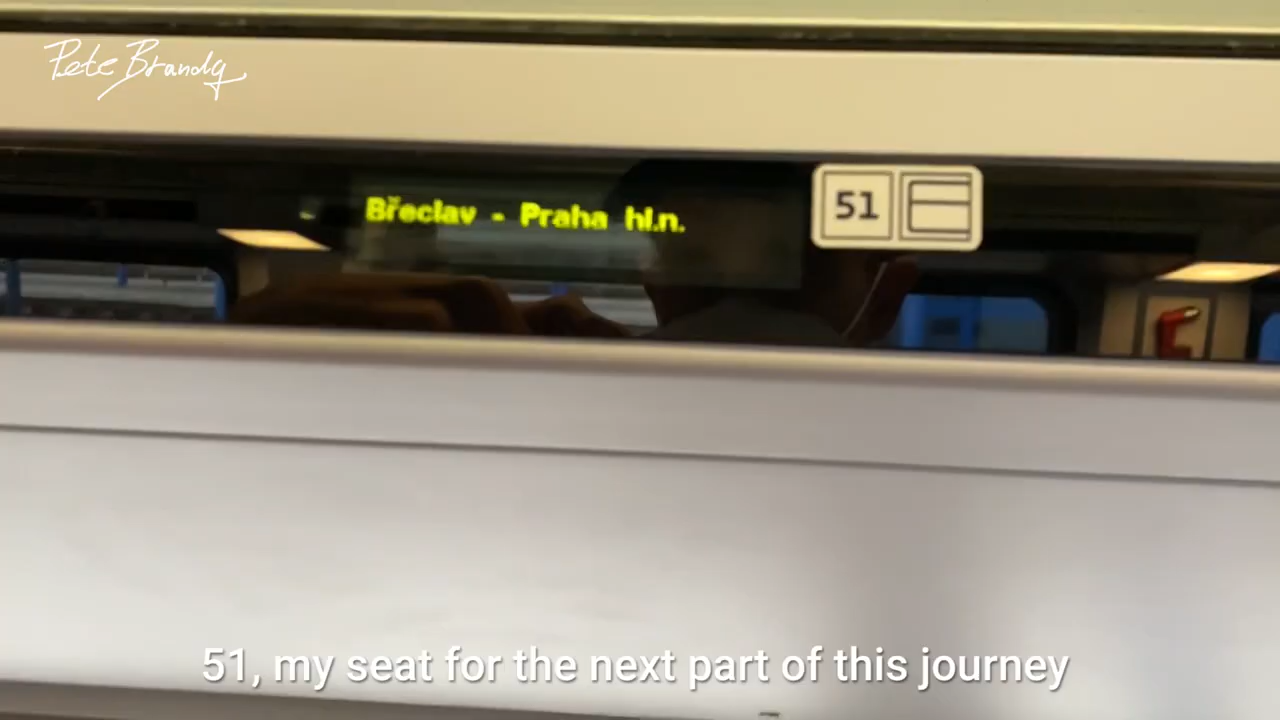 Pete Brandy
Břeclav - Praha hl.n.
51
51, my seat for the next part of this journey